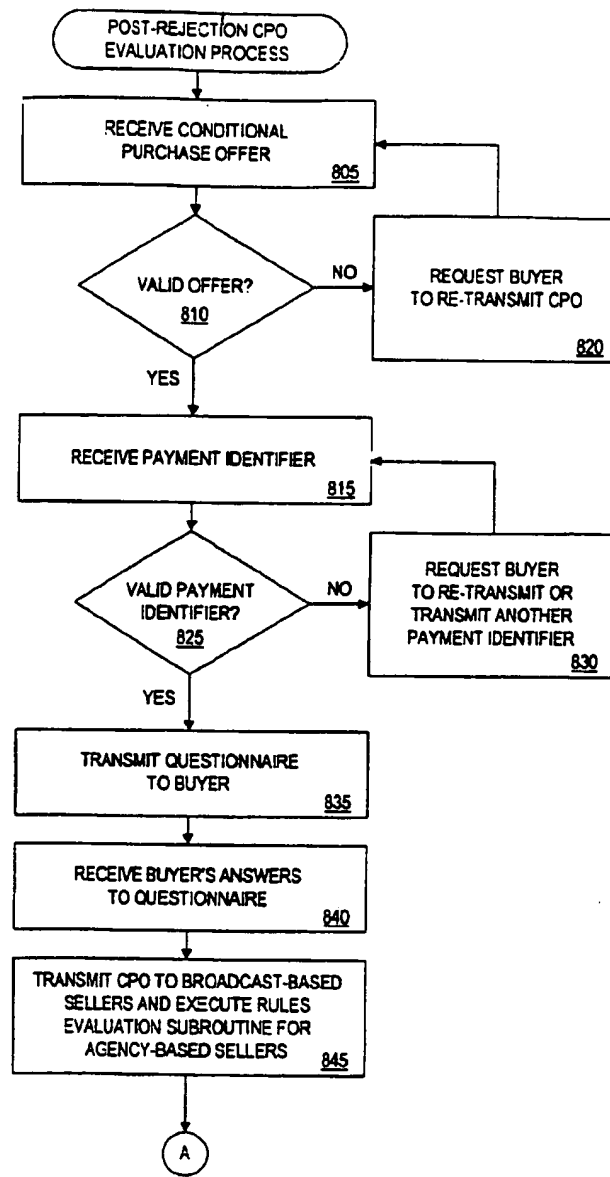 POST-REJECTION CPO
EVALUATION PROCESS
RECEIVE CONDITIONAL
PURCHASE OFFER
805
VALID OFFER?
810
NO
REQUEST BUYER
TO RE-TRANSMIT CPO
820
YES
RECEIVE PAYMENT IDENTIFIER
815
VALID PAYMENT
IDENTIFIER?
825
NO
REQUEST BUYER
TO RE-TRANSMIT OR
TRANSMIT ANOTHER
PAYMENT IDENTIFIER
830
YES
TRANSMIT QUESTIONNAIRE
TO BUYER
835
RECEIVE BUYER'S ANSWERS
TO QUESTIONNAIRE
840
TRANSMIT CPO TO BROADCAST-BASED
SELLERS AND EXECUTE RULES
EVALUATION SUBROUTINE FOR
AGENCY-BASED SELLERS
845
A